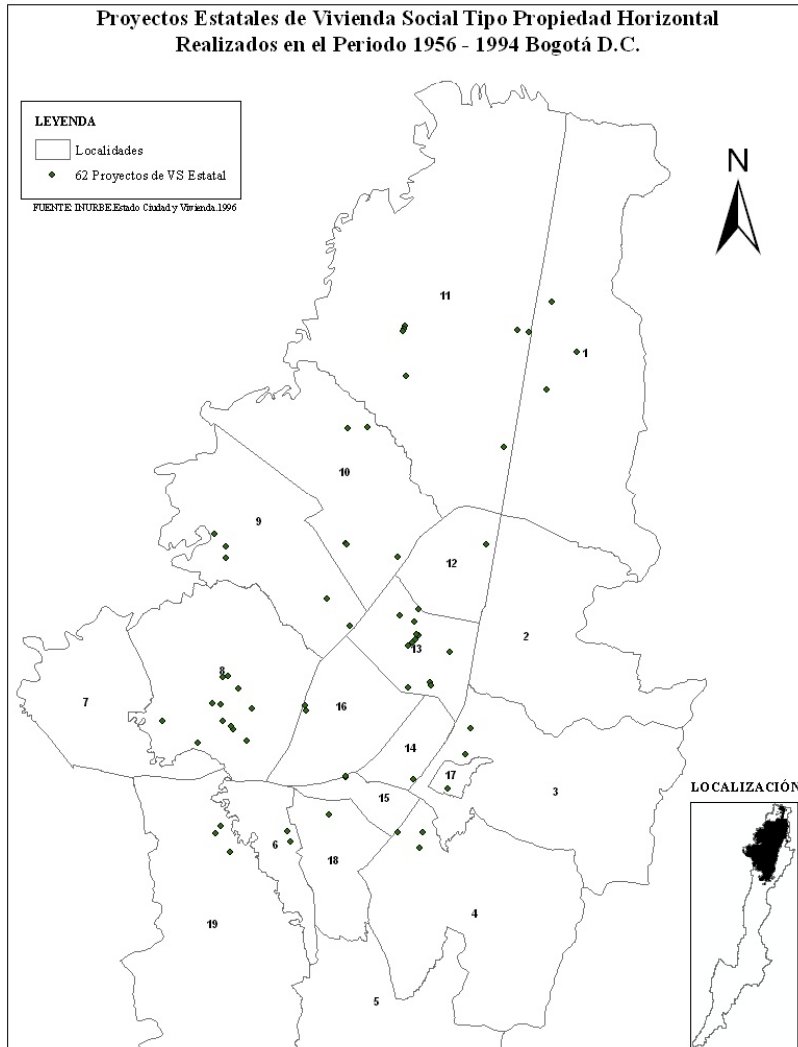 Proyectos Estatales de Vivienda Social Tipo Propiedad Horizontal
Realizados en el Periodo 1956 - 1994 Bogotá D.C.
LEYENDA
Localidades
62 Proyectos de VS Estatal
FUENTE: INURBE.Estado Ciudad y Vivienda.1996
N
11
1
10
9
12
2
13
8
7
16
14
17
3
15
LOCALIZACIÓN
6
18
4
19
5